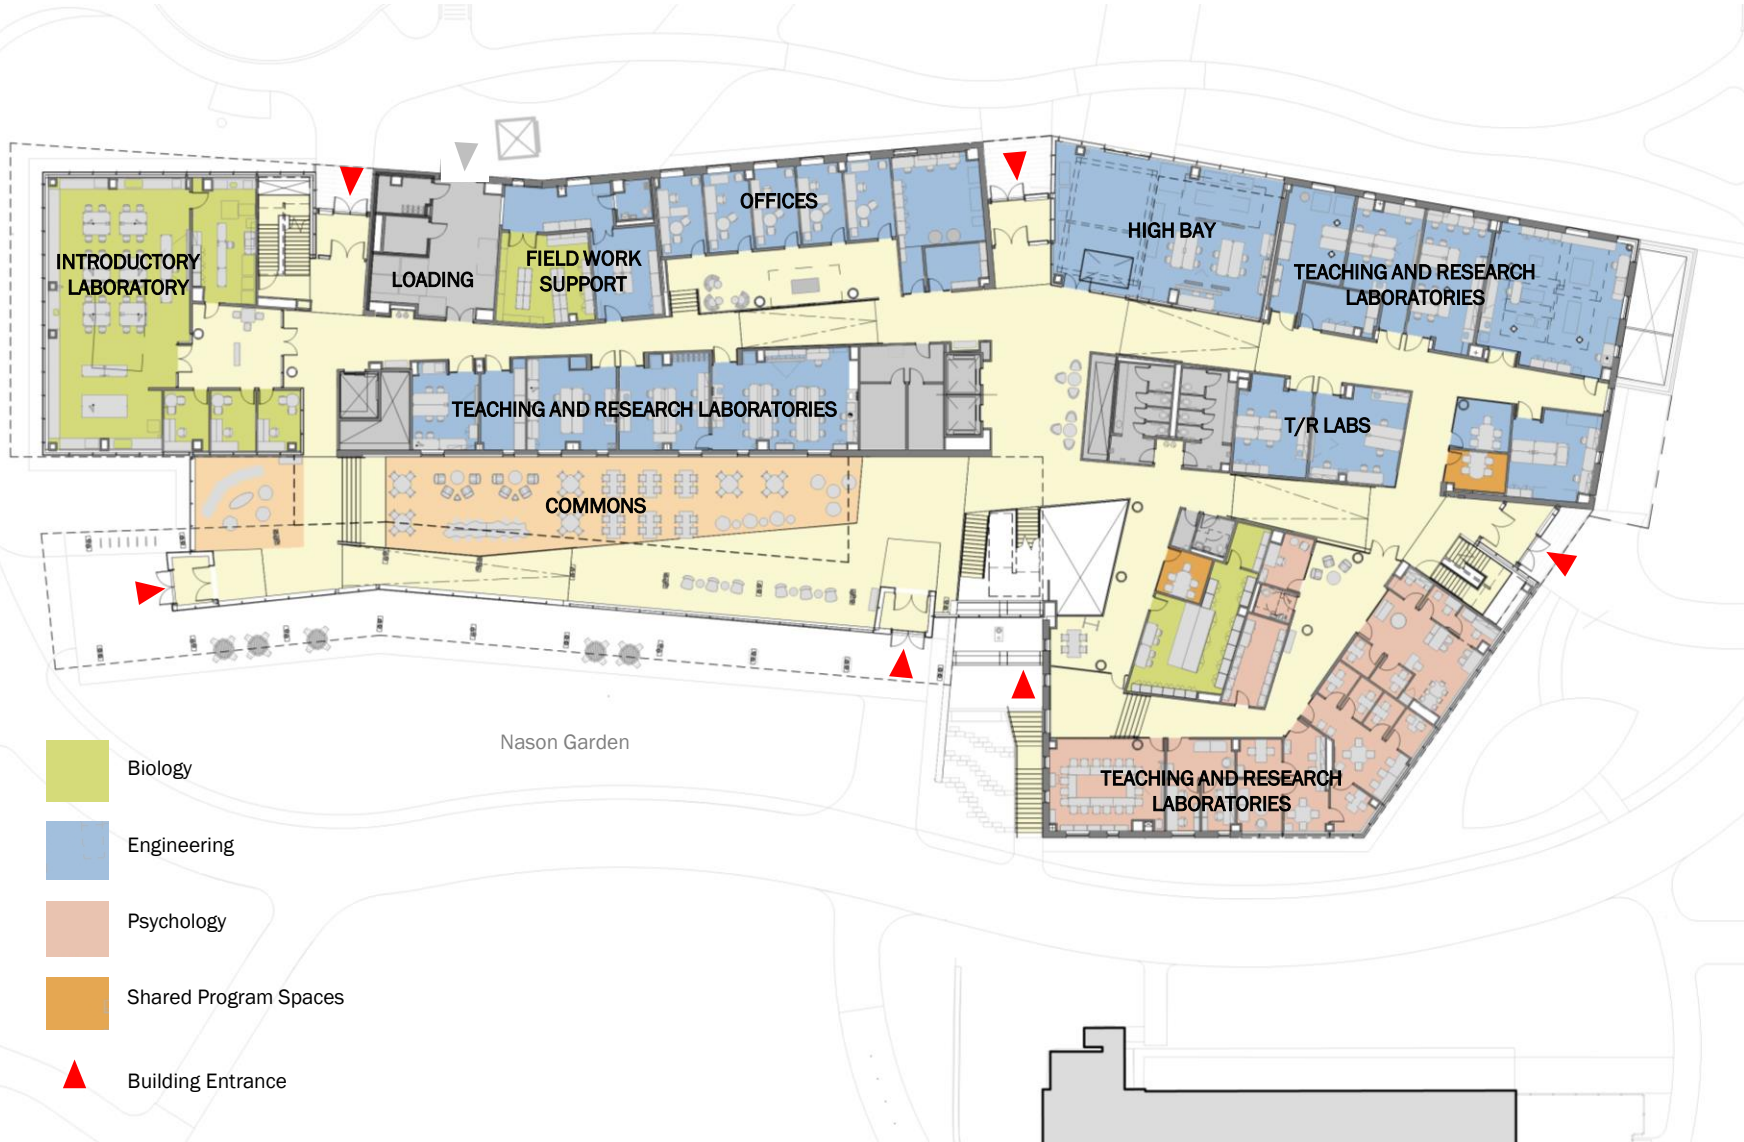 OFFICES
HIGH BAY
INTRODUCTORY
LABORATORY
LOADING
FIELD WORK
SUPPORT
TEACHING AND RESEARCH
LABORATORIES
TEACHING AND RESEARCH LABORATORIES
T/R LABS
COMMONS
Nason Garden
TEACHING AND RESEARCH
LABORATORIES
Biology
Engineering
Psychology
Shared Program Spaces
Building Entrance